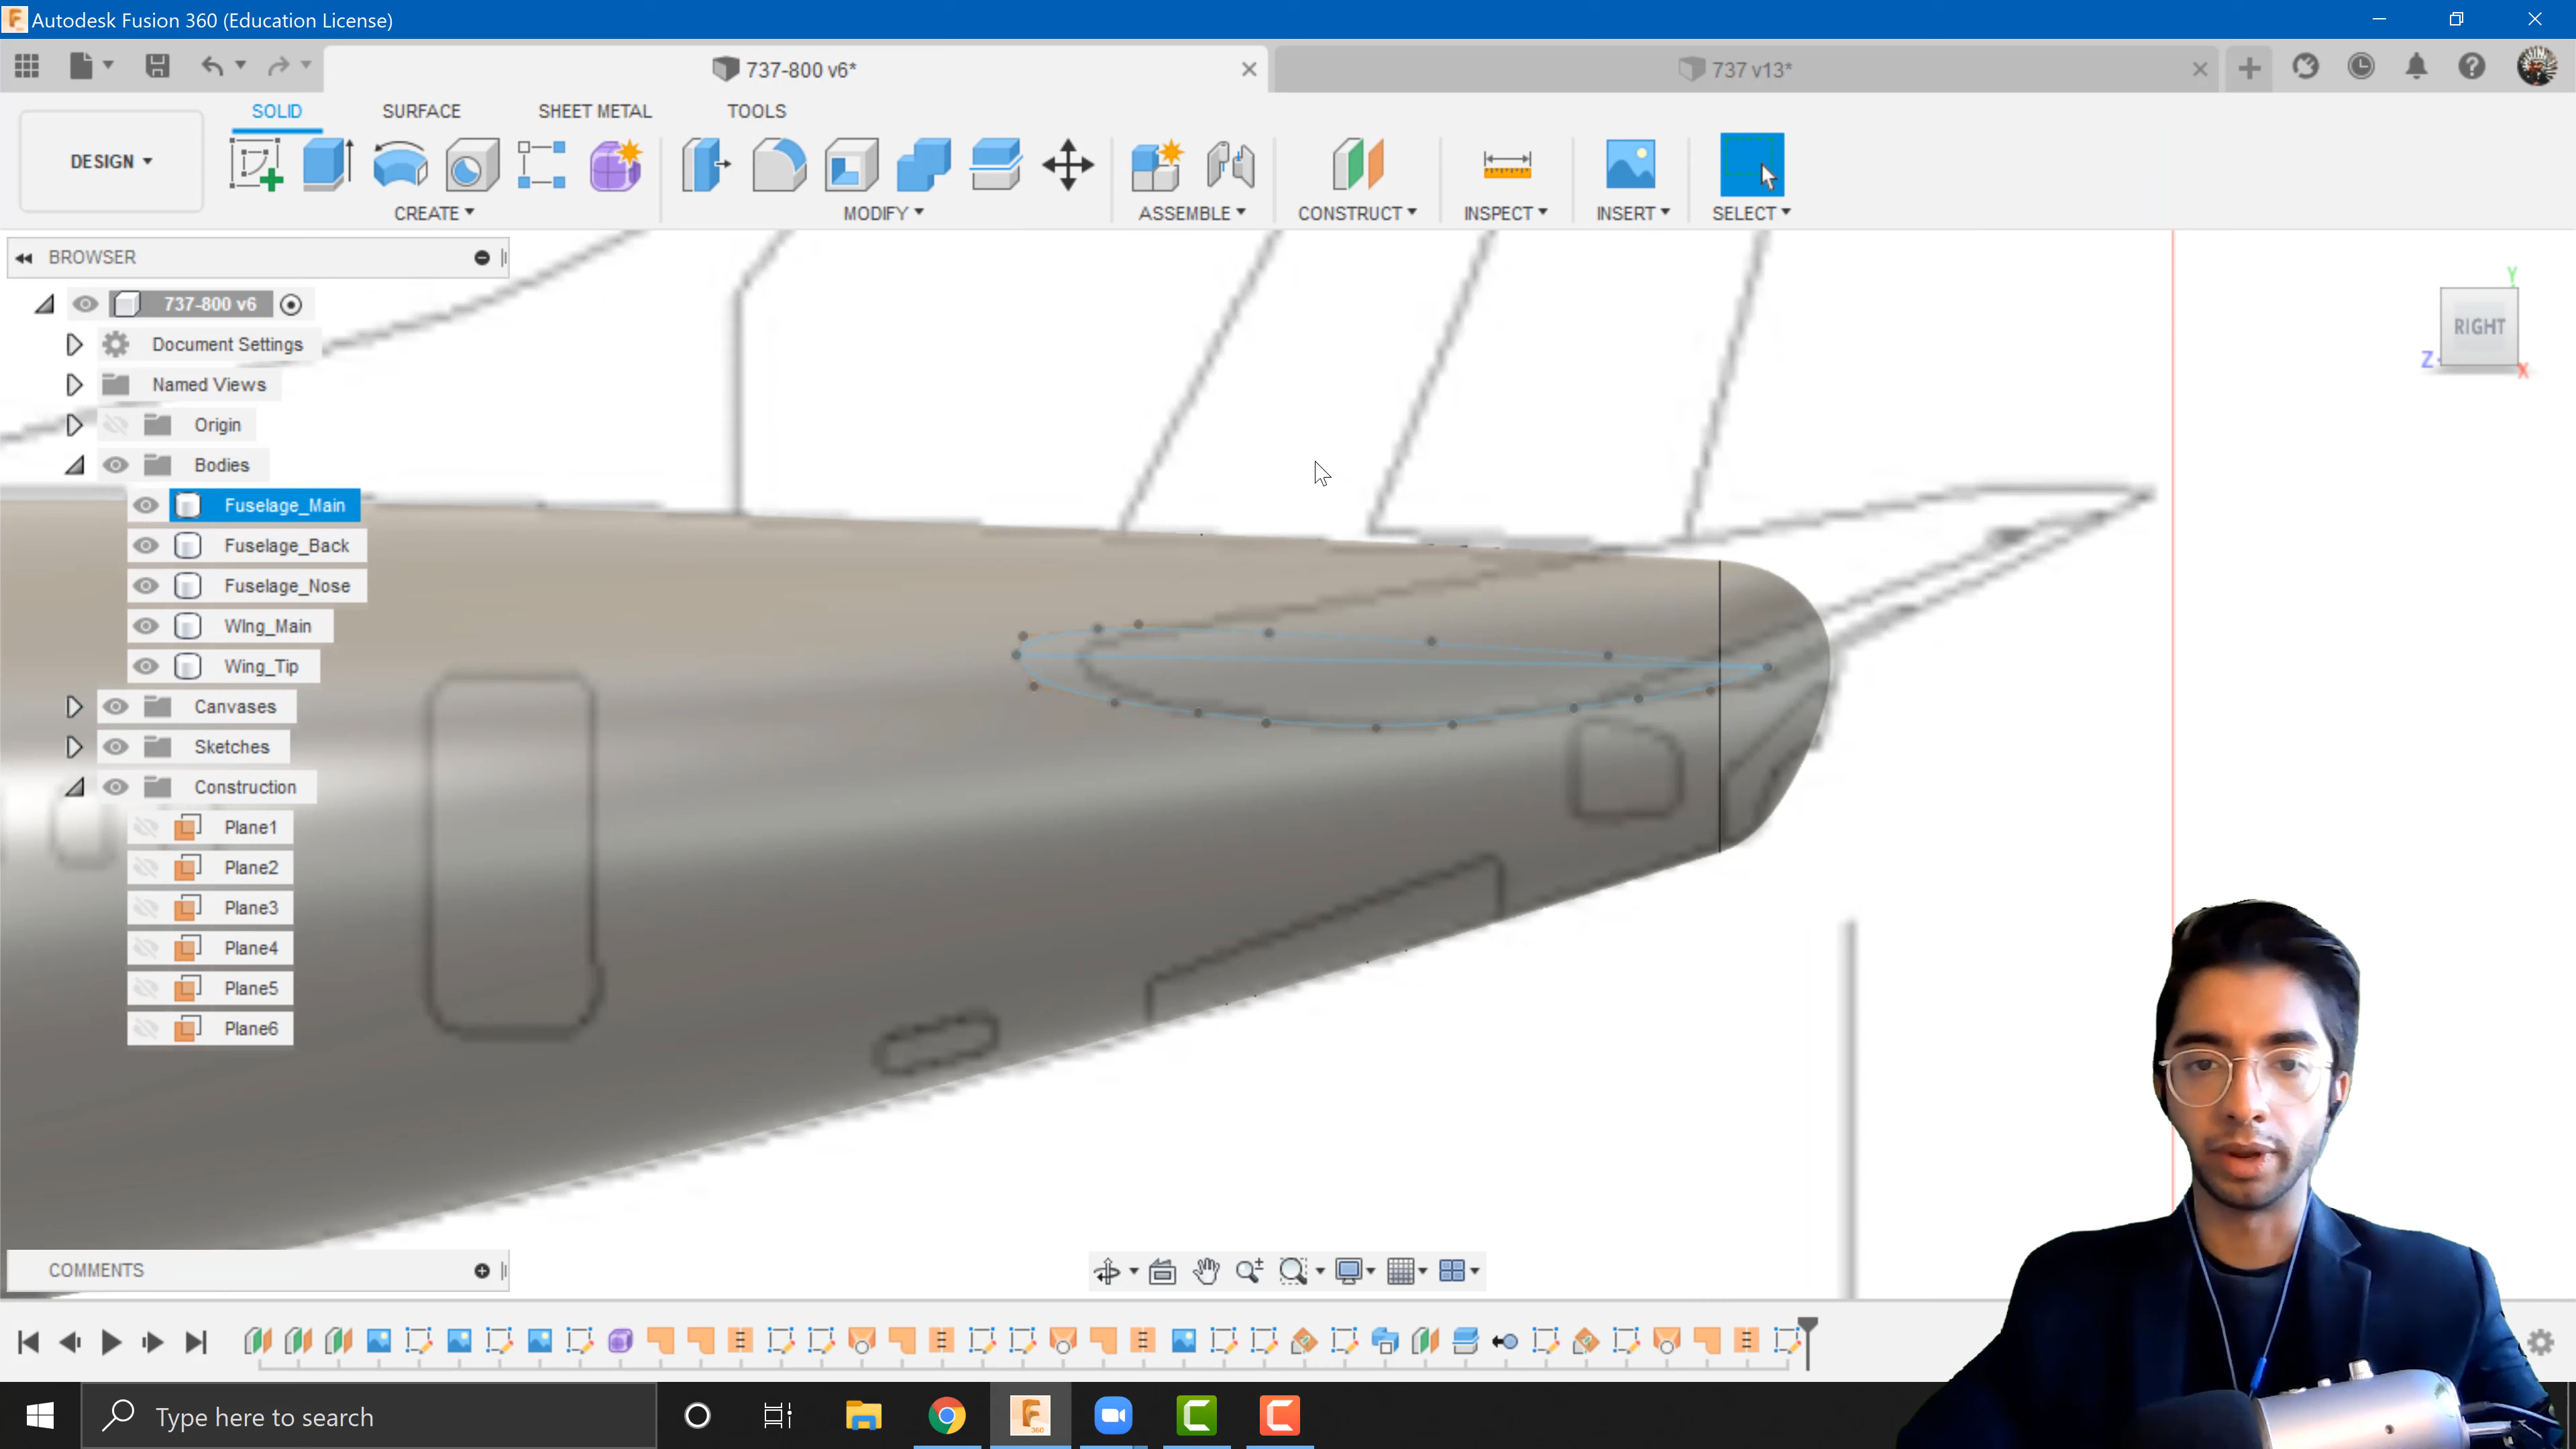 Autodesk Fusion 360 (Education License)
737-800 v6*
737 v13*
SOLID
SURFACE
SHEET METAL
TOOLS
DESIGN
CREATE
MODIFY
ASSEMBLE
CONSTRUCT
INSPECT
INSERT
SELECT
BROWSER
737-800 v6
Document Settings
Named Views
Origin
Bodies
Fuselage_Main
Fuselage_Back
Fuselage_Nose
WIng_Main
Wing_Tip
Canvases
Sketches
Construction
Plane1
Plane2
Plane3
Plane4
Plane5
Plane6
Y
RIGHT
Z
X
COMMENTS
Type here to search
360